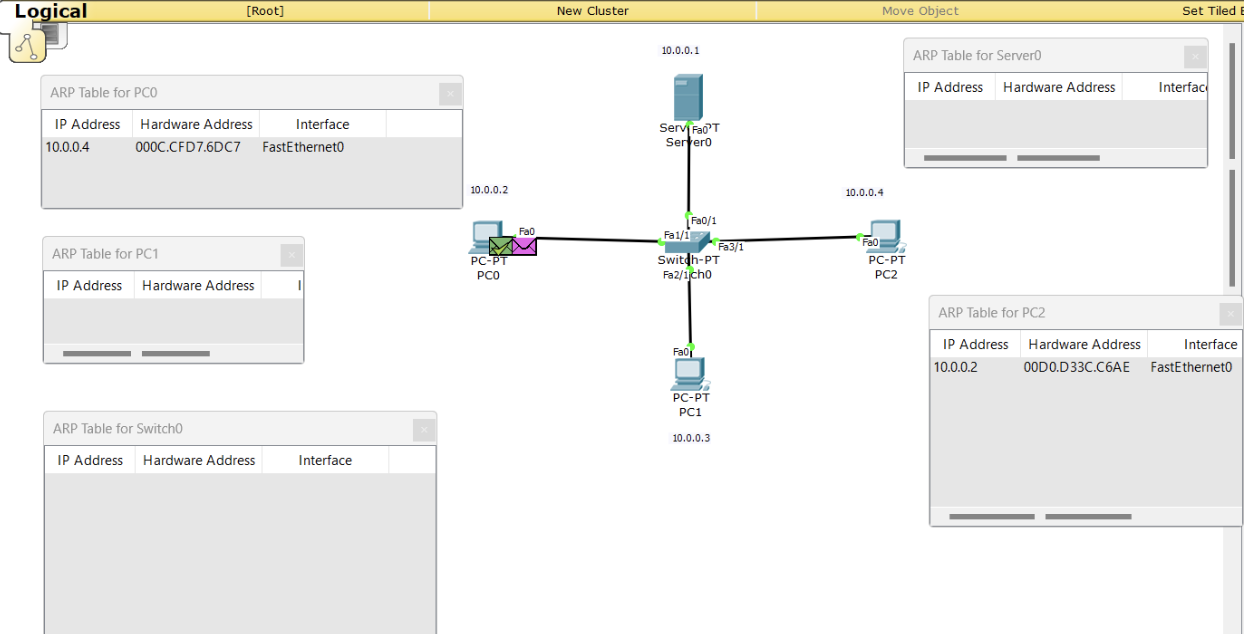 Logical
[Root]
New Cluster
Move Object
Set Tiled
10.0.0.1
ARP Table for PC0
IP Address Hardware Address Interface
10.0.0.4 000C.CFD7.6DC7 FastEthernet0
ARP Table for Server0
IP Address Hardware Address Interfac
Fa0
Server0
10.0.0.2
10.0.0.4
Fa0
PC-PT
PC0
Fa0/1
Fa1/1
Fa3/1
Switch-PT
Fa2/1
Fa0
PC-PT
PC2
ARP Table for PC1
IP Address Hardware Address I
Fa0
PC-PT
PC1
10.0.0.3
ARP Table for PC2
IP Address Hardware Address Interface
10.0.0.2 00D0.D33C.C6AE FastEthernet0
ARP Table for Switch0
IP Address Hardware Address Interface